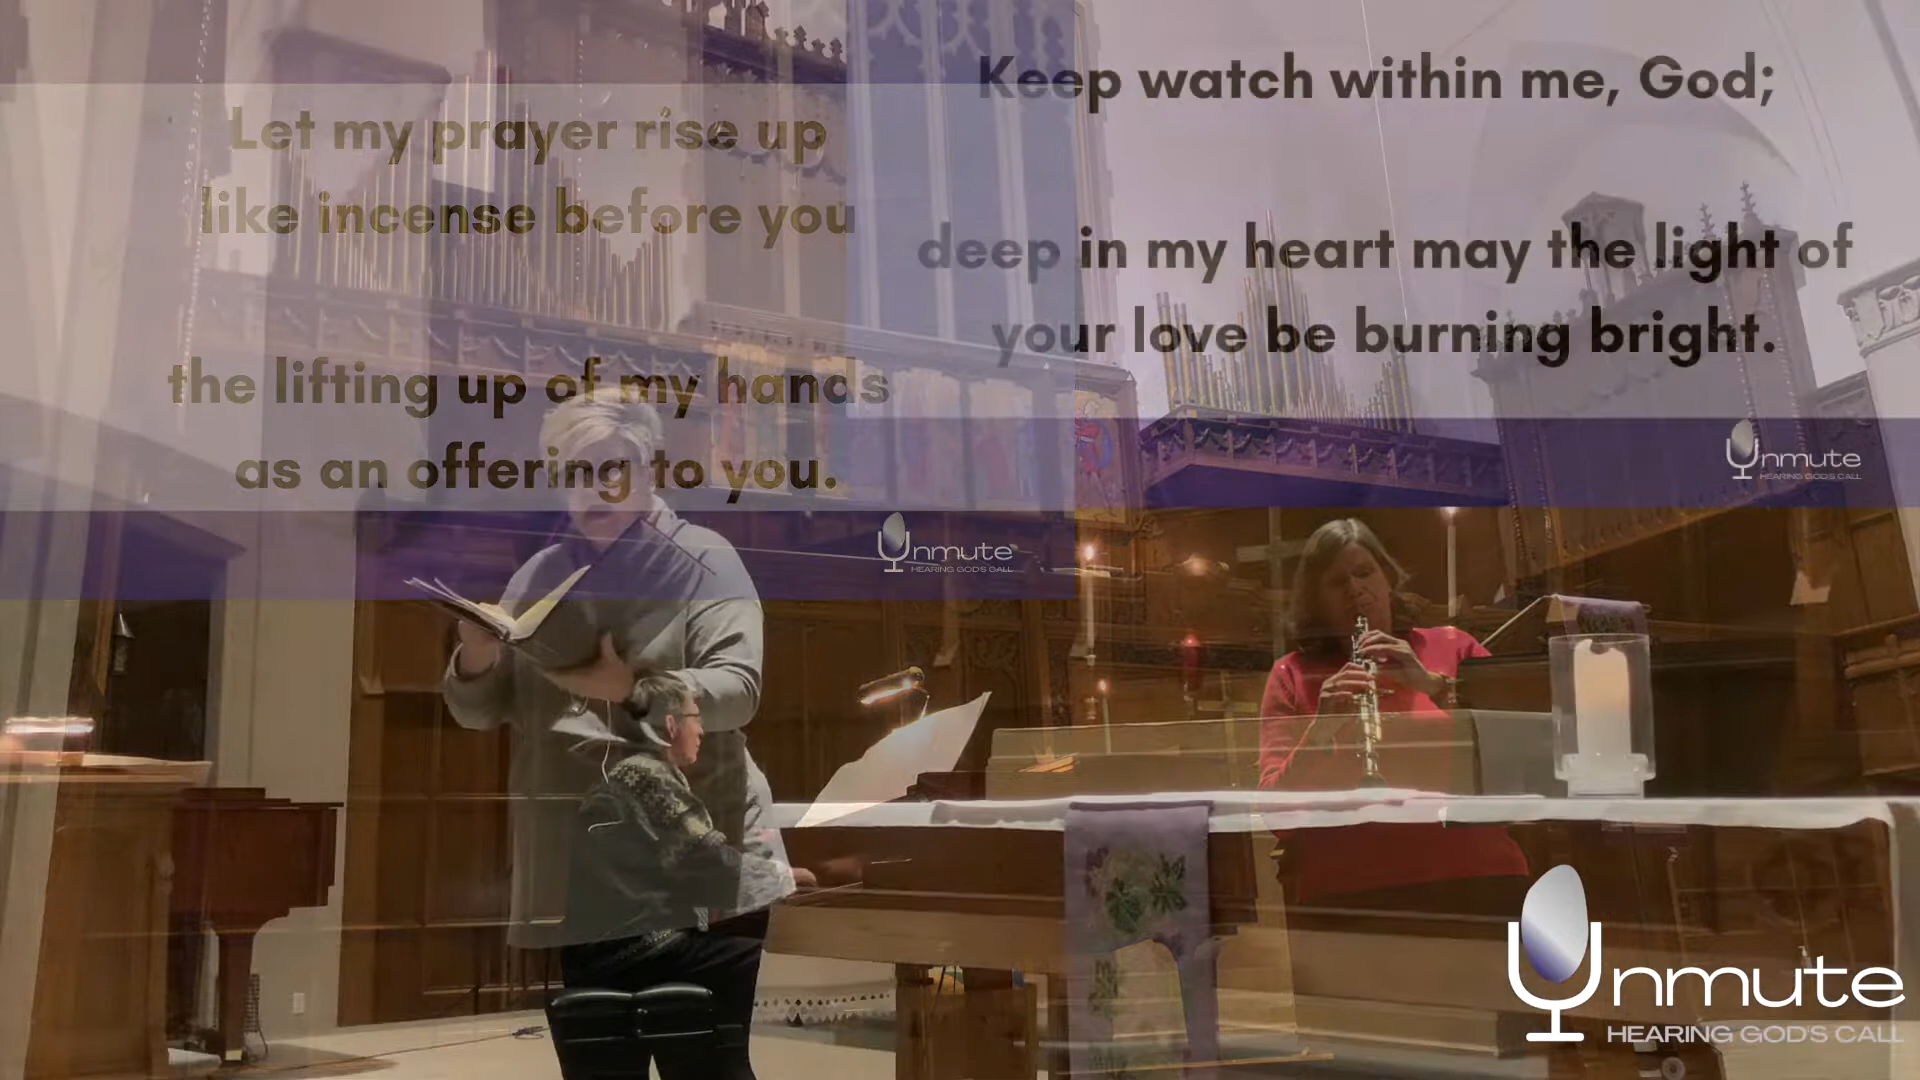 Let my prayer rise up
like incense before you
the lifting up of my hands
as an offering to you.
Keep watch within me, God;
deep in my heart may the light of
your love be burning bright.
Unmute
HEARING GOD'S CALL
Unmute
HEARING GOD'S CALL
Unmute
HEARING GOD'S CALL